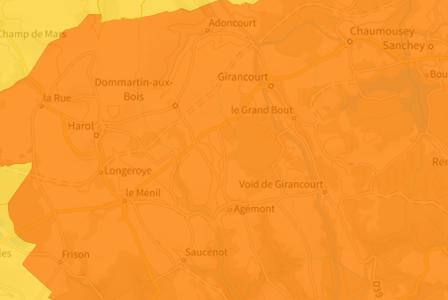 Adoncourt
Champ de Mars
Chaumousey
Sanchey
Girancourt
Dommartin-aux-
Bois
la Rue
le Grand Bout
Harol
Longeroye
Void de Girancourt
le Ménil
Agémont
Saucenot
Frison